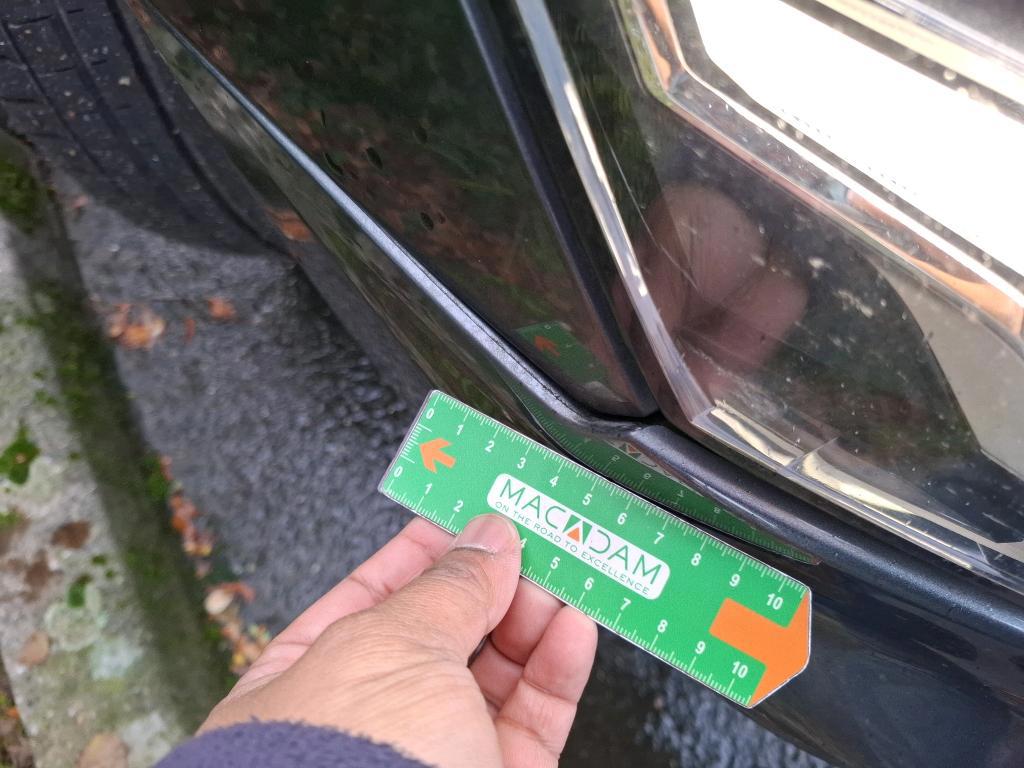 0 1 2 3 4 5 6 7 8 9 10
MACADAM
ON THE ROAD TO EXCELLENCE
0 1 2 4 5 6 7 8 9 10